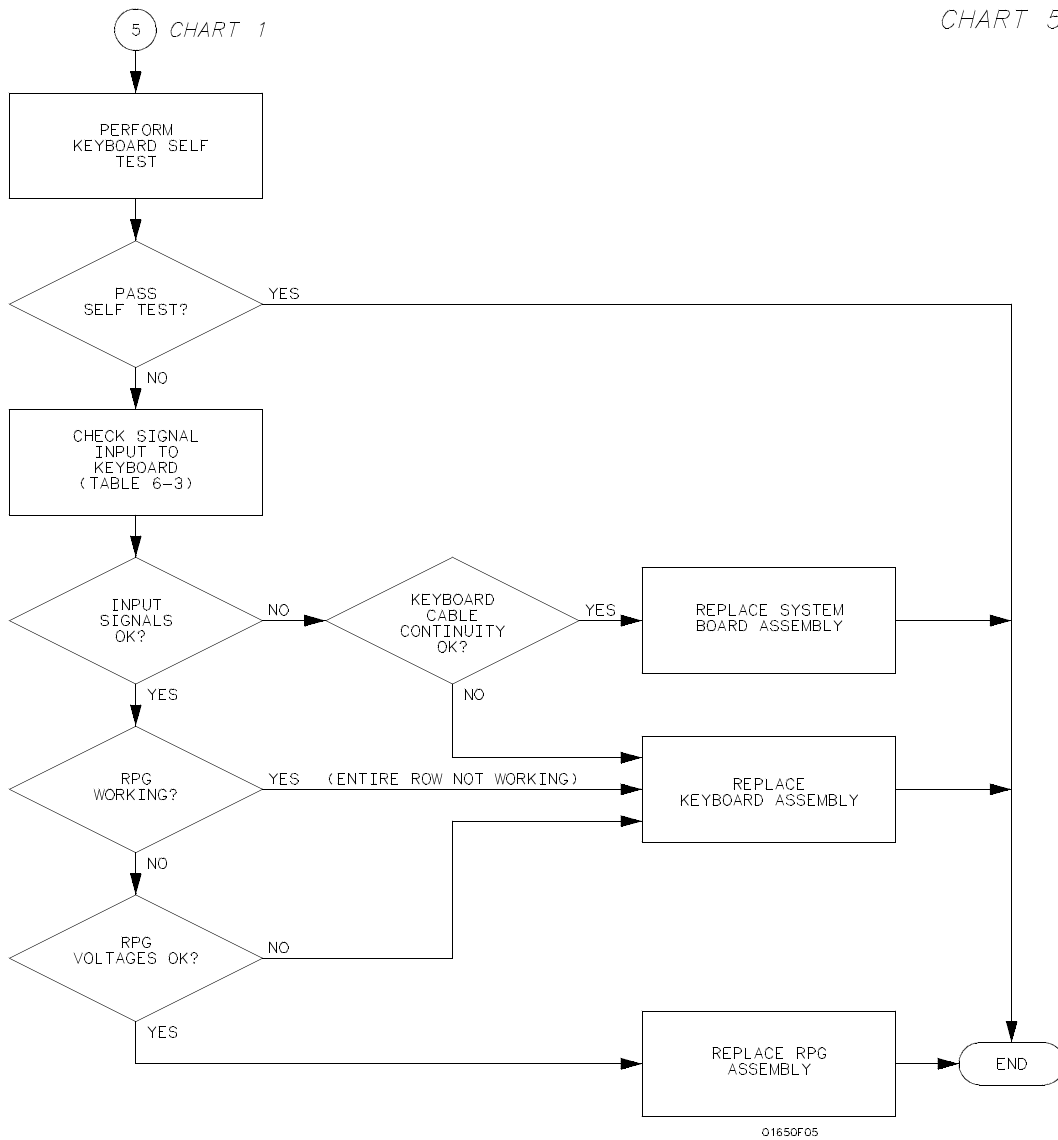 5 CHART 1
CHART 5
PERFORM
KEYBOARD SELF
TEST
PASS
SELF TEST?
YES
NO
CHECK SIGNAL
INPUT TO
KEYBOARD
(TABLE 6-3)
INPUT
SIGNALS
OK?
NO
KEYBOARD
CABLE
CONTINUITY
OK?
YES
REPLACE SYSTEM
BOARD ASSEMBLY
YES
NO
RPG
WORKING?
YES (ENTIRE ROW NOT WORKING)
REPLACE
KEYBOARD ASSEMBLY
NO
RPG
VOLTAGES OK?
NO
YES
REPLACE RPG
ASSEMBLY
END
01650F05